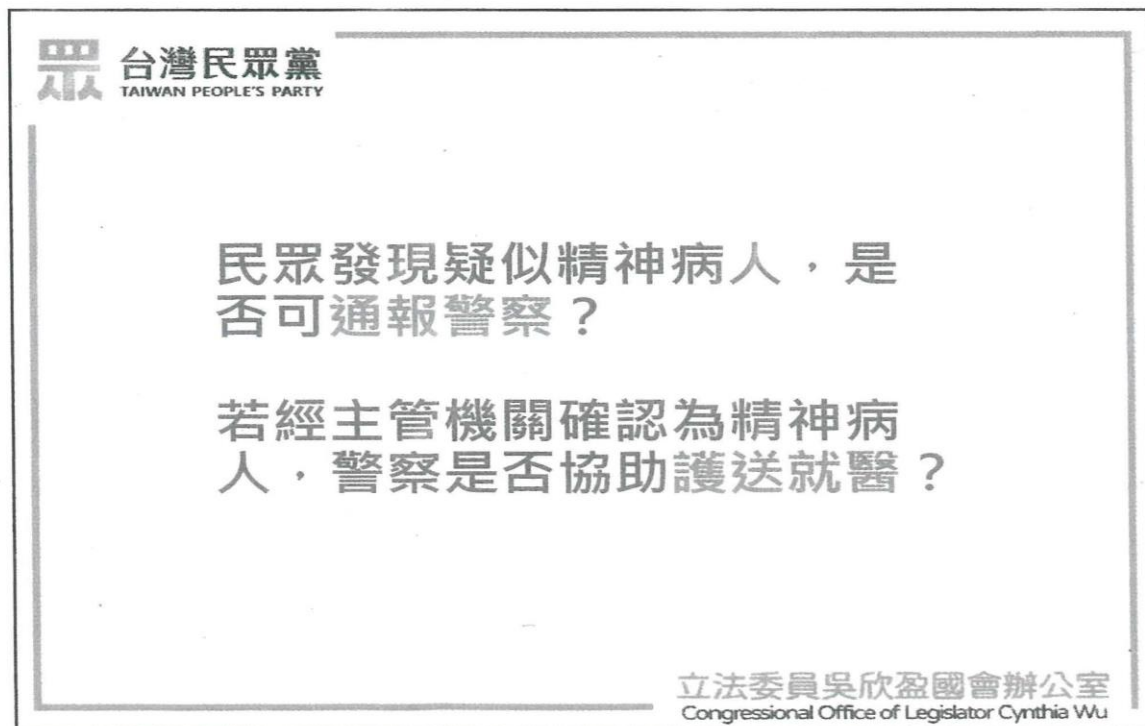 眾 台灣民眾黨
TAIWAN PEOPLE'S PARTY
民眾發現疑似精神病人，是
否可通報警察？
若經主管機關確認為精神病
人，警察是否協助護送就醫？
立法委員吳欣盈國會辦公室
Congressional Office of Legislator Cynthia Wu